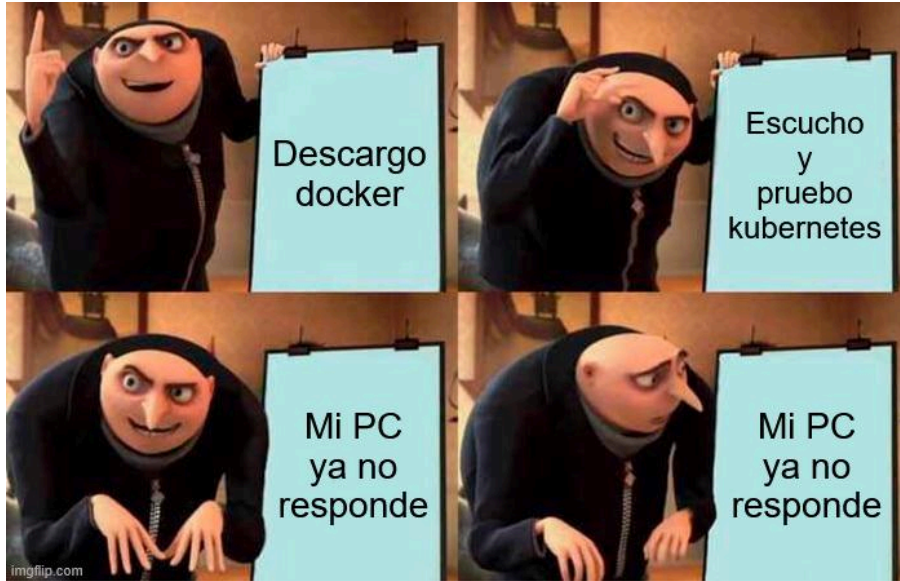 Descargo
docker
Escucho
y
pruebo
kubernetes
Mi PC
ya no
responde
Mi PC
ya no
responde
imgflip.com